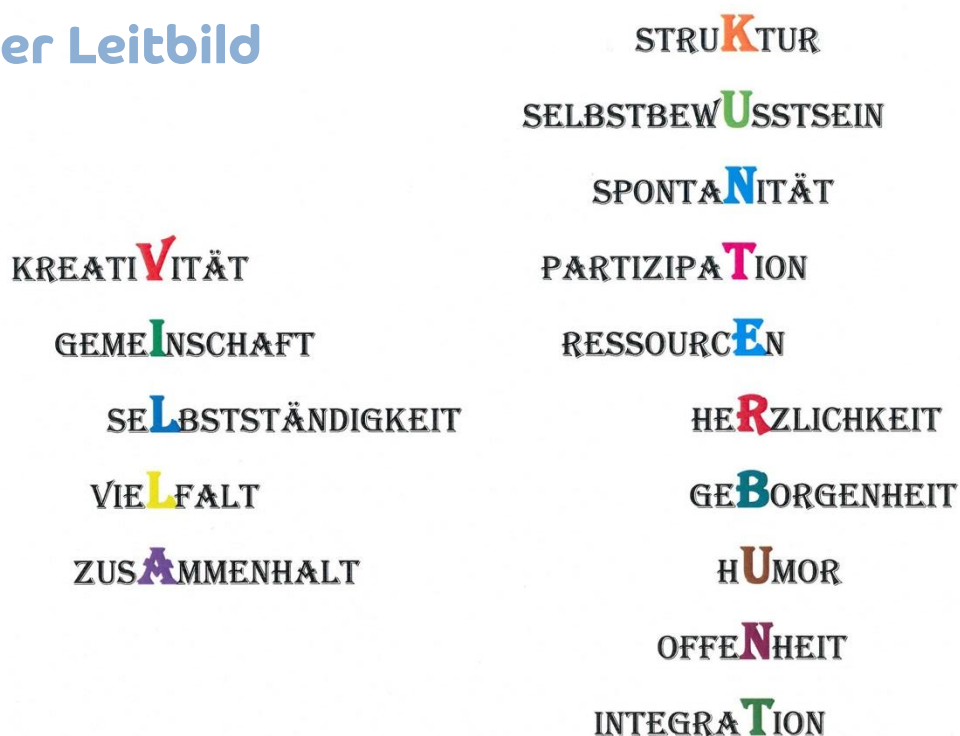 er Leitbild
KREATIVITÄT
GEMEINSCHAFT
SELBSTSTÄNDIGKEIT
VIELFALT
ZUSAMMENHALT
STRUKTUR
SELBSTBEWUSSTSEIN
SPONTANITÄT
PARTIZIPATION
RESSOURCEN
HERZLICHKEIT
GEBORGENHEIT
HUMOR
OFFENHEIT
INTEGRATION